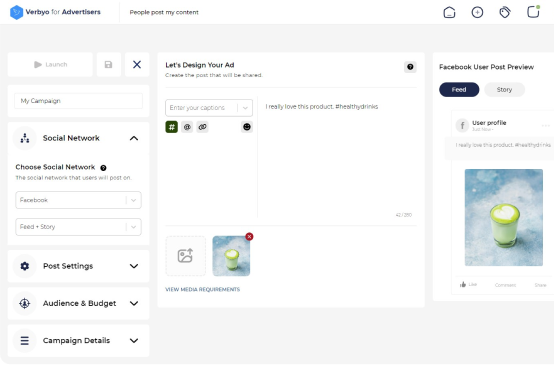 Verbyo for Advertisers
People post my content
Launch
My Campaign
Social Network
Choose Social Network ?
The social network that users will post on.
Facebook
Feed + Story
Post Settings
Audience & Budget
Campaign Details
Let's Design Your Ad
?
Create the post that will be shared.
Enter your captions
# @
I really love this product. #healthydrinks
42 / 250
VIEW MEDIA REQUIREMENTS
Facebook User Post Preview
Feed Story
f User profile
Just Now
I really love this product. #healthydrinks
Like Comment Share